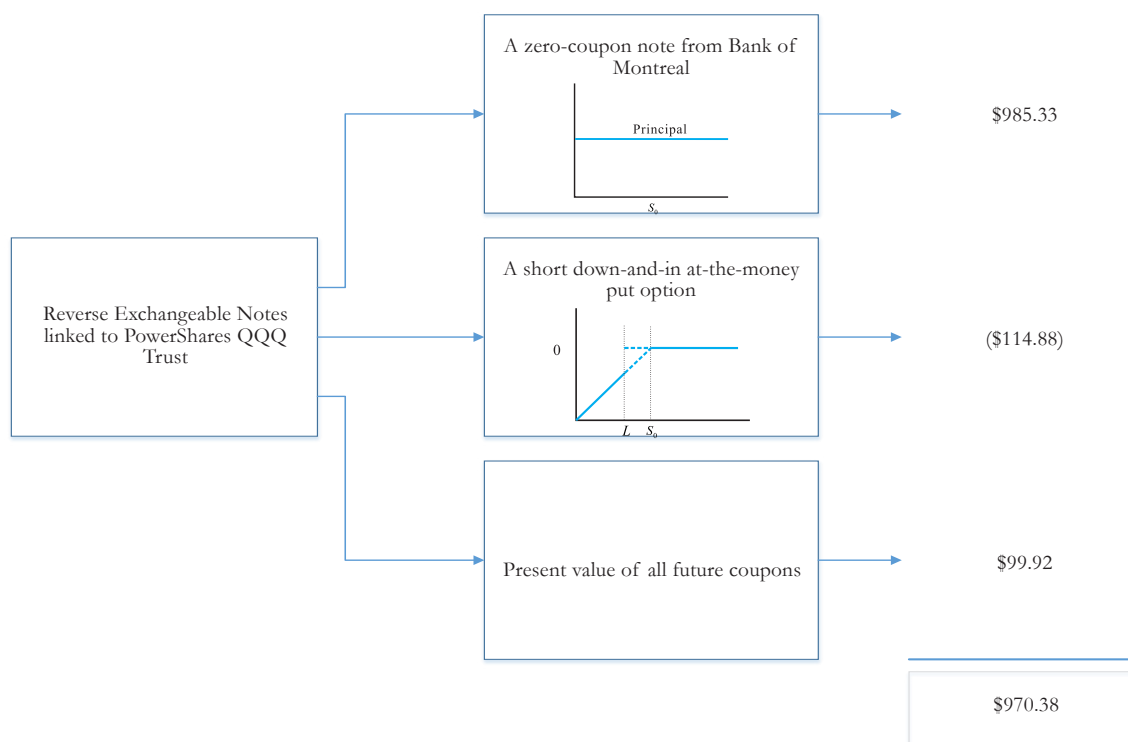 A zero-coupon note from Bank of
Montreal
Principal
S₀
$985.33
Reverse Exchangeable Notes
linked to PowerShares QQQ
Trust
A short down-and-in at-the-money
put option
0
L S₀
($114.88)
Present value of all future coupons
$99.92
$970.38